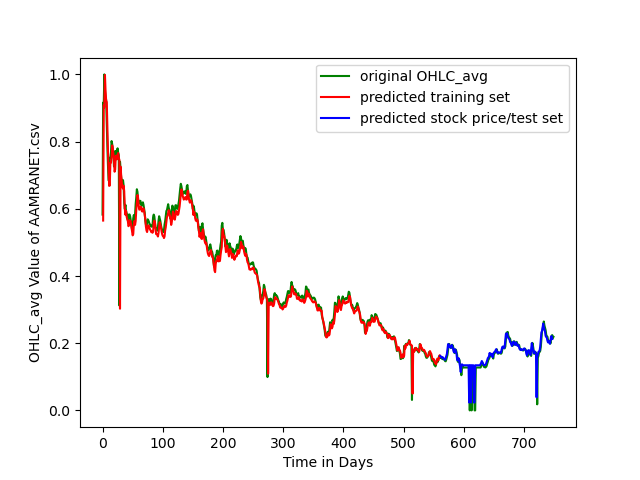 original OHLC_avg
predicted training set
predicted stock price/test set
OHLC_avg Value of AAMRANET.csv
1.0
0.8
0.6
0.4
0.2
0.0
0 100 200 300 400 500 600 700
Time in Days